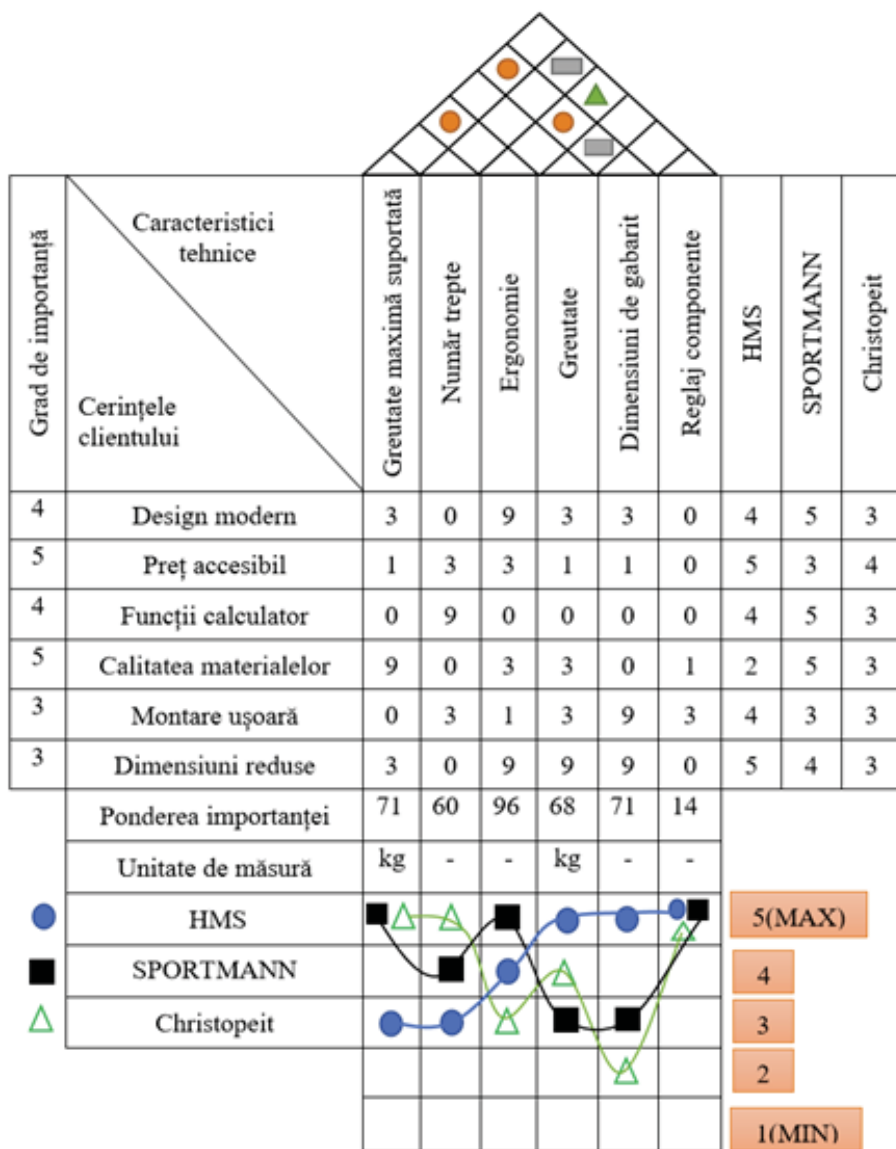 Grad de importanță
Caracteristici
tehnice
Cerințele
clientului
Greutate maximă suportată
Număr trepte
Ergonomie
Greutate
Dimensiuni de gabarit
Reglaj componente
HMS
SPORTMANN
Christopeit
4 Design modern 3 0 9 3 3 0 4 5 3
5 Preț accesibil 1 3 3 1 1 0 5 3 4
4 Funcții calculator 0 9 0 0 0 0 4 5 3
5 Calitatea materialelor 9 0 3 3 0 1 2 5 3
3 Montare ușoară 0 3 1 3 9 3 4 3 3
3 Dimensiuni reduse 3 0 9 9 9 0 5 4 3
Ponderea importanței 71 60 96 68 71 14
Unitate de măsură kg - - kg - -
HMS 5(MAX)
SPORTMANN 4
Christopeit 3
2
1(MIN)